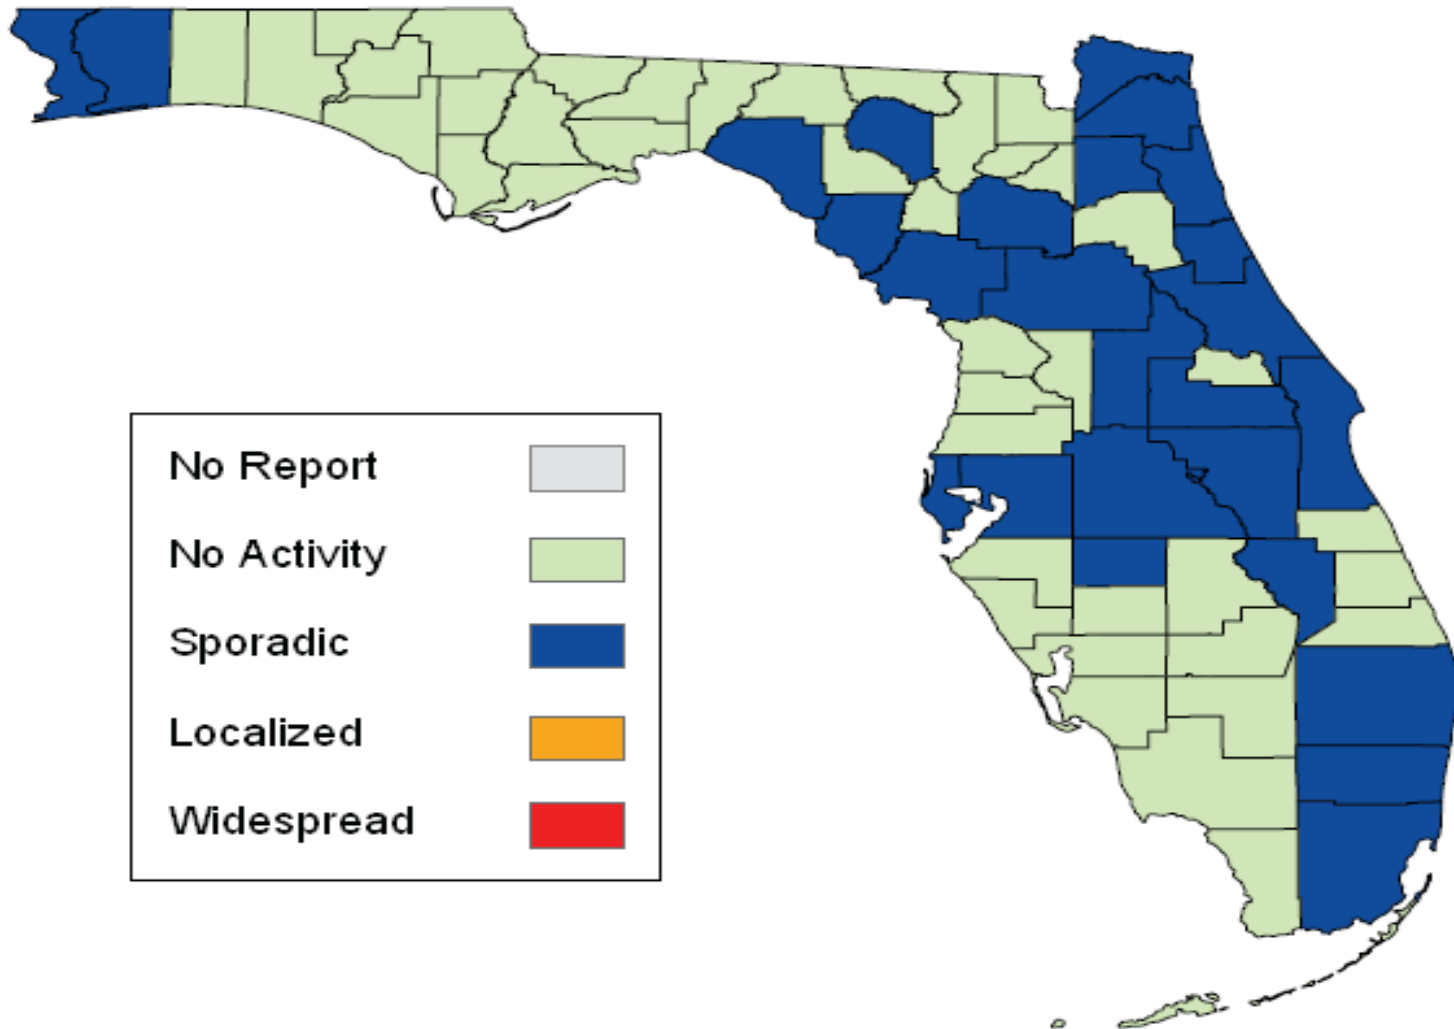 No Report
No Activity
Sporadic
Localized
Widespread